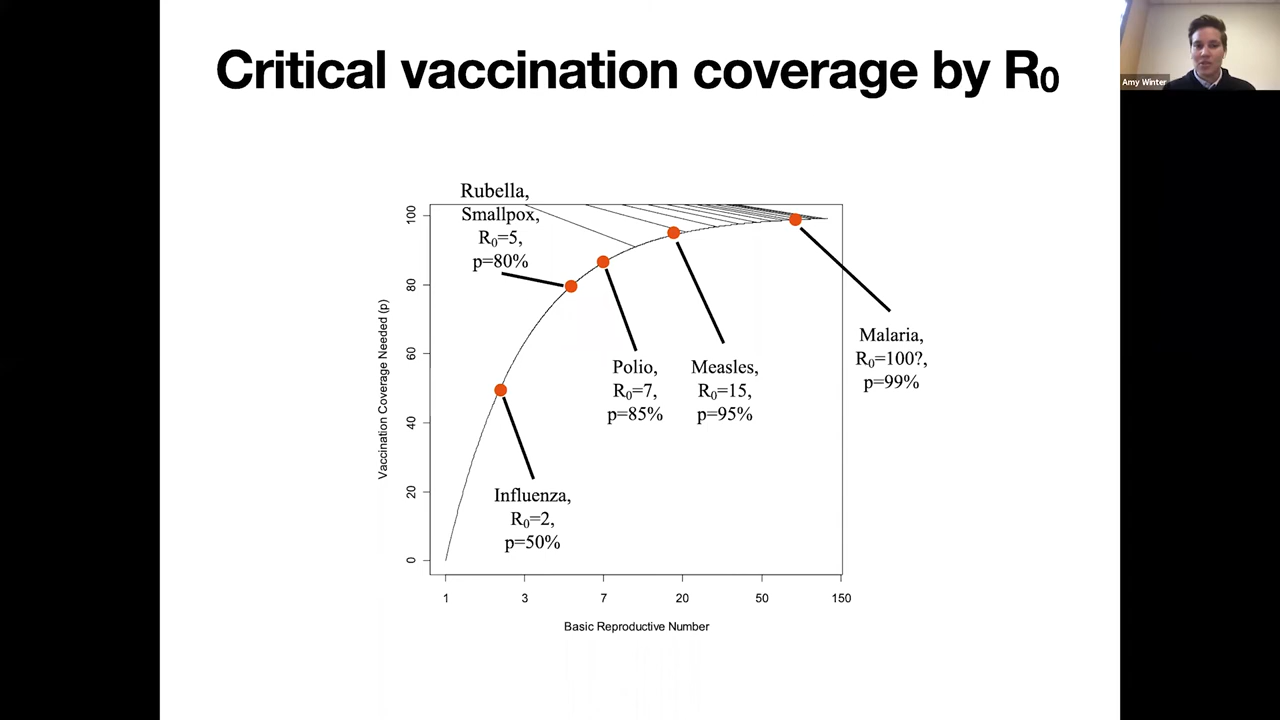 Critical vaccination coverage by R₀
Amy Winter
Rubella,
Smallpox,
R₀=5,
p=80%
Polio,
R₀=7,
p=85%
Measles,
R₀=15,
p=95%
Malaria,
R₀=100?,
p=99%
Influenza,
R₀=2,
p=50%
Vaccination Coverage Needed (p)
100
80
60
40
20
0
1 3 7 20 50 150
Basic Reproductive Number